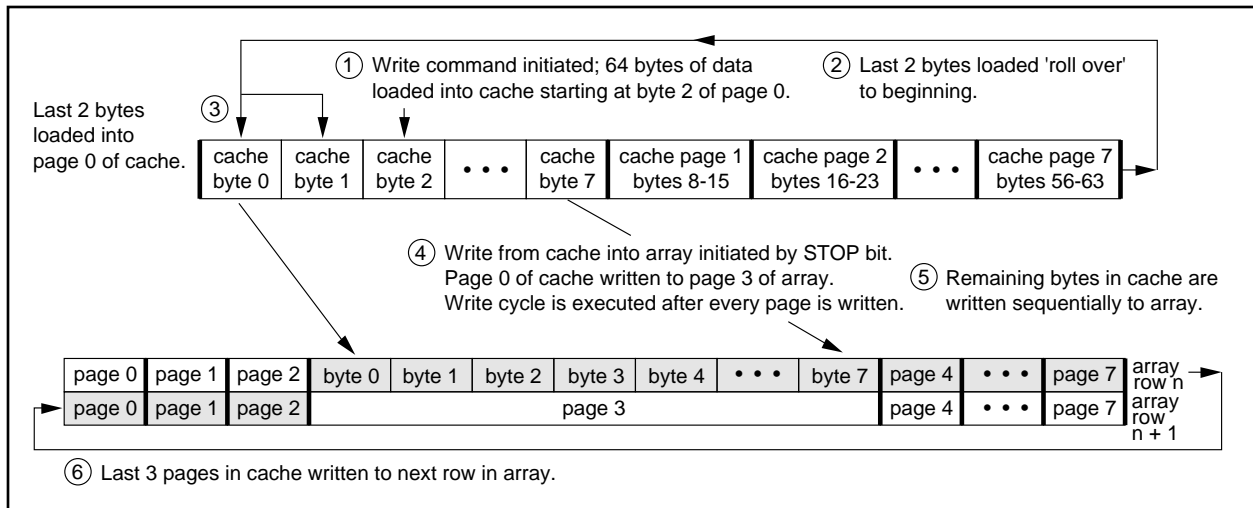 ① Write command initiated; 64 bytes of data
loaded into cache starting at byte 2 of page 0.
② Last 2 bytes loaded 'roll over'
to beginning.
Last 2 bytes
loaded into
page 0 of cache.
③
cache byte 0
cache byte 1
cache byte 2
• • •
cache byte 7
cache page 1 bytes 8-15
cache page 2 bytes 16-23
• • •
cache page 7 bytes 56-63
④ Write from cache into array initiated by STOP bit.
Page 0 of cache written to page 3 of array.
Write cycle is executed after every page is written.
⑤ Remaining bytes in cache are
written sequentially to array.
page 0 page 1 page 2 byte 0 byte 1 byte 2 byte 3 byte 4 • • • byte 7 page 4 • • • page 7 array row n
page 0 page 1 page 2 page 3 page 4 • • • page 7 array row n + 1
⑥ Last 3 pages in cache written to next row in array.